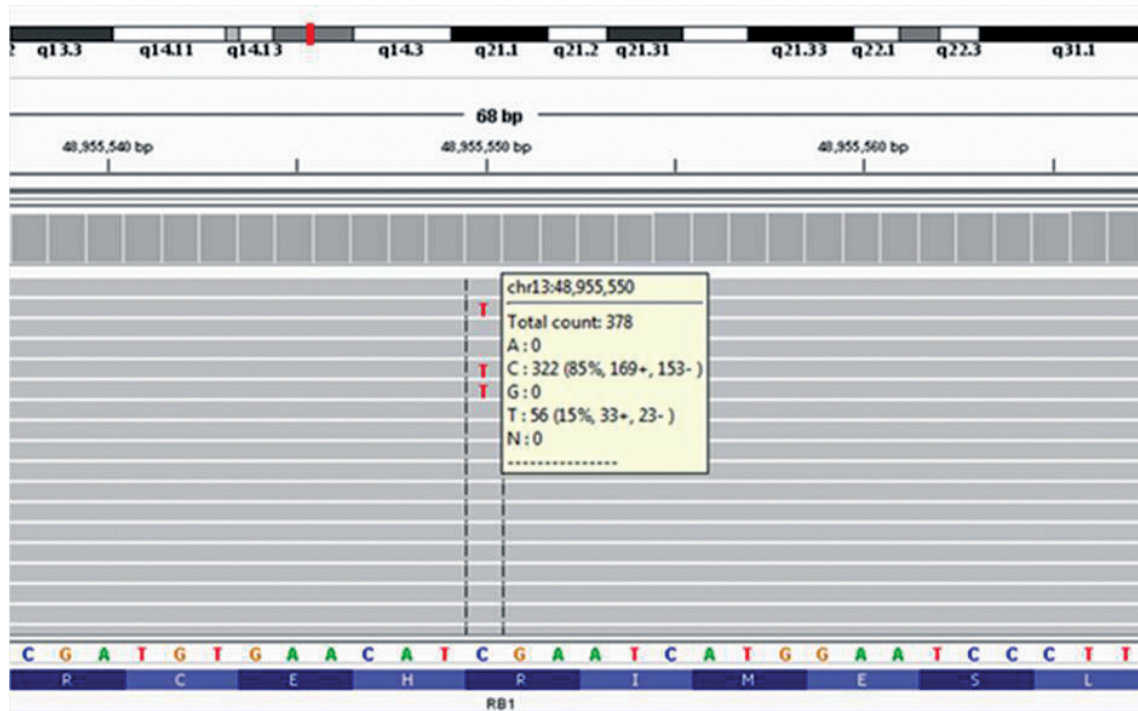 q13.3 q14.11 q14.13 q14.3 q21.1 q21.2 q21.31 q21.33 q22.1 q22.3 q31.1
68 bp
48,955,540 bp 48,955,550 bp 48,955,560 bp
chr13:48,955,550
Total count: 378
A : 0
C : 322 (85%, 169+, 153- )
G : 0
T : 56 (15%, 33+, 23- )
N : 0
---------------
T
T
T
C G A T G T G A A C A T C G A A T C A T G G A A T C C C T T
R C E H R I M E S L
RB1